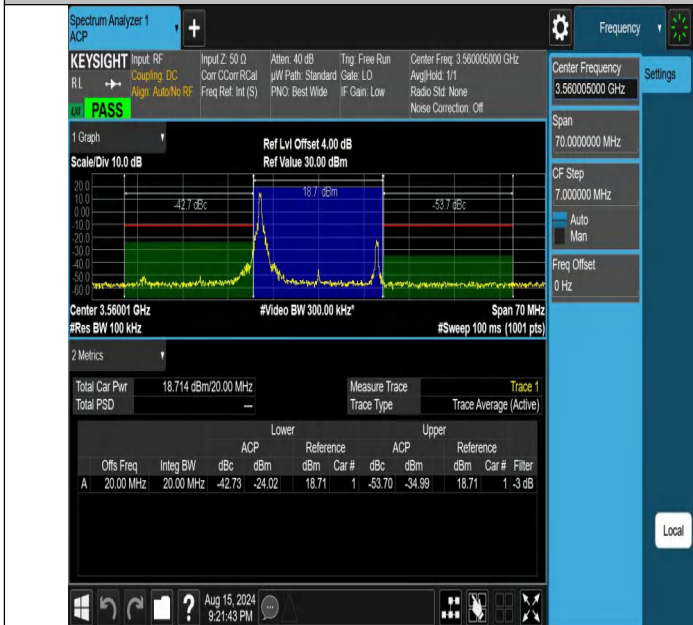 Spectrum Analyzer 1
ACP
+
Frequency
KEYSIGHT
RL
LNI PASS
Input: RF
Coupling: DC
Align: Auto/No RF
Input Z: 50 Ω
Corr CCorr RCal
Freq Ref: Int (S)
Atten: 40 dB
µW Path: Standard
PNO: Best Wide
Trig: Free Run
Gate: LO
IF Gain: Low
Center Freq: 3.560005000 GHz
Avg|Hold: 1/1
Radio Std: None
Noise Correction: Off
Center Frequency
3.560005000 GHz
Settings
Span
70.0000000 MHz
CF Step
7.000000 MHz
Auto
Man
Freq Offset
0 Hz
Local
1 Graph
Scale/Div 10.0 dB
Ref Lvl Offset 4.00 dB
Ref Value 30.00 dBm
20.0
10.0
0.00
-10.0
-20.0
-30.0
-40.0
-50.0
-60.0
-42.7 dBc
18.7 dBm
-53.7 dBc
Center 3.56001 GHz
#Video BW 300.00 kHz*
Span 70 MHz
#Res BW 100 kHz
#Sweep 100 ms (1001 pts)
2 Metrics
Total Car Pwr 18.714 dBm/20.00 MHz
Measure Trace Trace 1
Total PSD ---
Trace Type Trace Average (Active)
Lower Upper
ACP Reference ACP Reference
Offs Freq Integ BW dBc dBm dBm Car # dBc dBm dBm Car # Filter
A 20.00 MHz 20.00 MHz -42.73 -24.02 18.71 1 -53.70 -34.99 18.71 1 -3 dB
?
Aug 15, 2024
9:21:43 PM